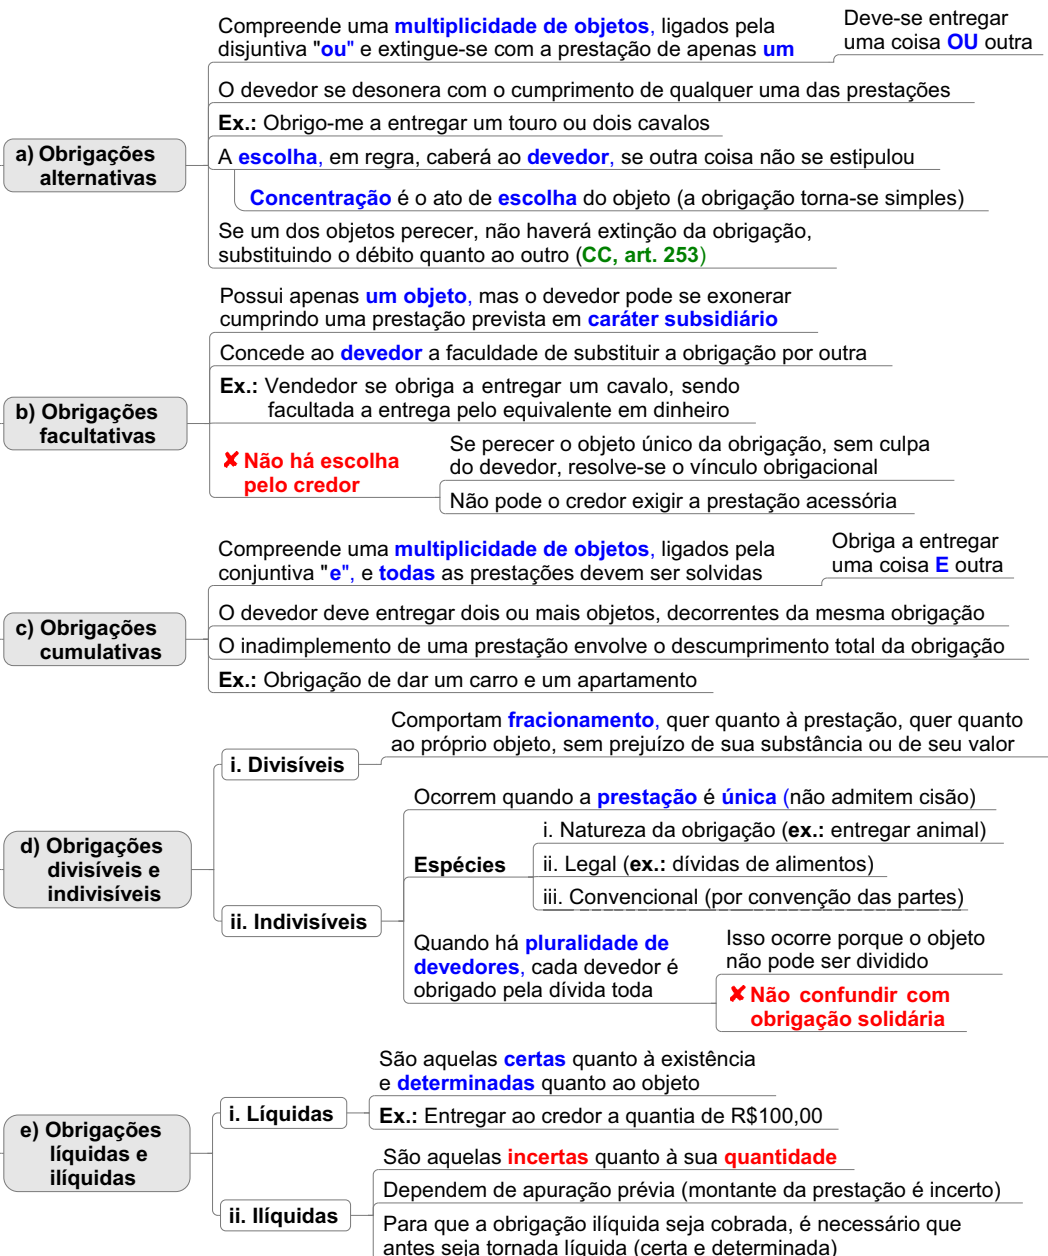 a) Obrigações
alternativas
Compreende uma multiplicidade de objetos, ligados pela
disjuntiva "ou" e extingue-se com a prestação de apenas um
Deve-se entregar
uma coisa OU outra
O devedor se desonera com o cumprimento de qualquer uma das prestações
Ex.: Obrigo-me a entregar um touro ou dois cavalos
A escolha, em regra, caberá ao devedor, se outra coisa não se estipulou
Concentração é o ato de escolha do objeto (a obrigação torna-se simples)
Se um dos objetos perecer, não haverá extinção da obrigação,
substituindo o débito quanto ao outro (CC, art. 253)
b) Obrigações
facultativas
Possui apenas um objeto, mas o devedor pode se exonerar
cumprindo uma prestação prevista em caráter subsidiário
Concede ao devedor a faculdade de substituir a obrigação por outra
Ex.: Vendedor se obriga a entregar um cavalo, sendo
facultada a entrega pelo equivalente em dinheiro
✘ Não há escolha
pelo credor
Se perecer o objeto único da obrigação, sem culpa
do devedor, resolve-se o vínculo obrigacional
Não pode o credor exigir a prestação acessória
c) Obrigações
cumulativas
Compreende uma multiplicidade de objetos, ligados pela
conjuntiva "e", e todas as prestações devem ser solvidas
Obriga a entregar
uma coisa E outra
O devedor deve entregar dois ou mais objetos, decorrentes da mesma obrigação
O inadimplemento de uma prestação envolve o descumprimento total da obrigação
Ex.: Obrigação de dar um carro e um apartamento
d) Obrigações
divisíveis e
indivisíveis
i. Divisíveis
Comportam fracionamento, quer quanto à prestação, quer quanto
ao próprio objeto, sem prejuízo de sua substância ou de seu valor
ii. Indivisíveis
Ocorrem quando a prestação é única (não admitem cisão)
Espécies
i. Natureza da obrigação (ex.: entregar animal)
ii. Legal (ex.: dívidas de alimentos)
iii. Convencional (por convenção das partes)
Quando há pluralidade de
devedores, cada devedor é
obrigado pela dívida toda
Isso ocorre porque o objeto
não pode ser dividido
✘ Não confundir com
obrigação solidária
e) Obrigações
líquidas e
ilíquidas
i. Líquidas
São aquelas certas quanto à existência
e determinadas quanto ao objeto
Ex.: Entregar ao credor a quantia de R$100,00
ii. Ilíquidas
São aquelas incertas quanto à sua quantidade
Dependem de apuração prévia (montante da prestação é incerto)
Para que a obrigação ilíquida seja cobrada, é necessário que
antes seja tornada líquida (certa e determinada)